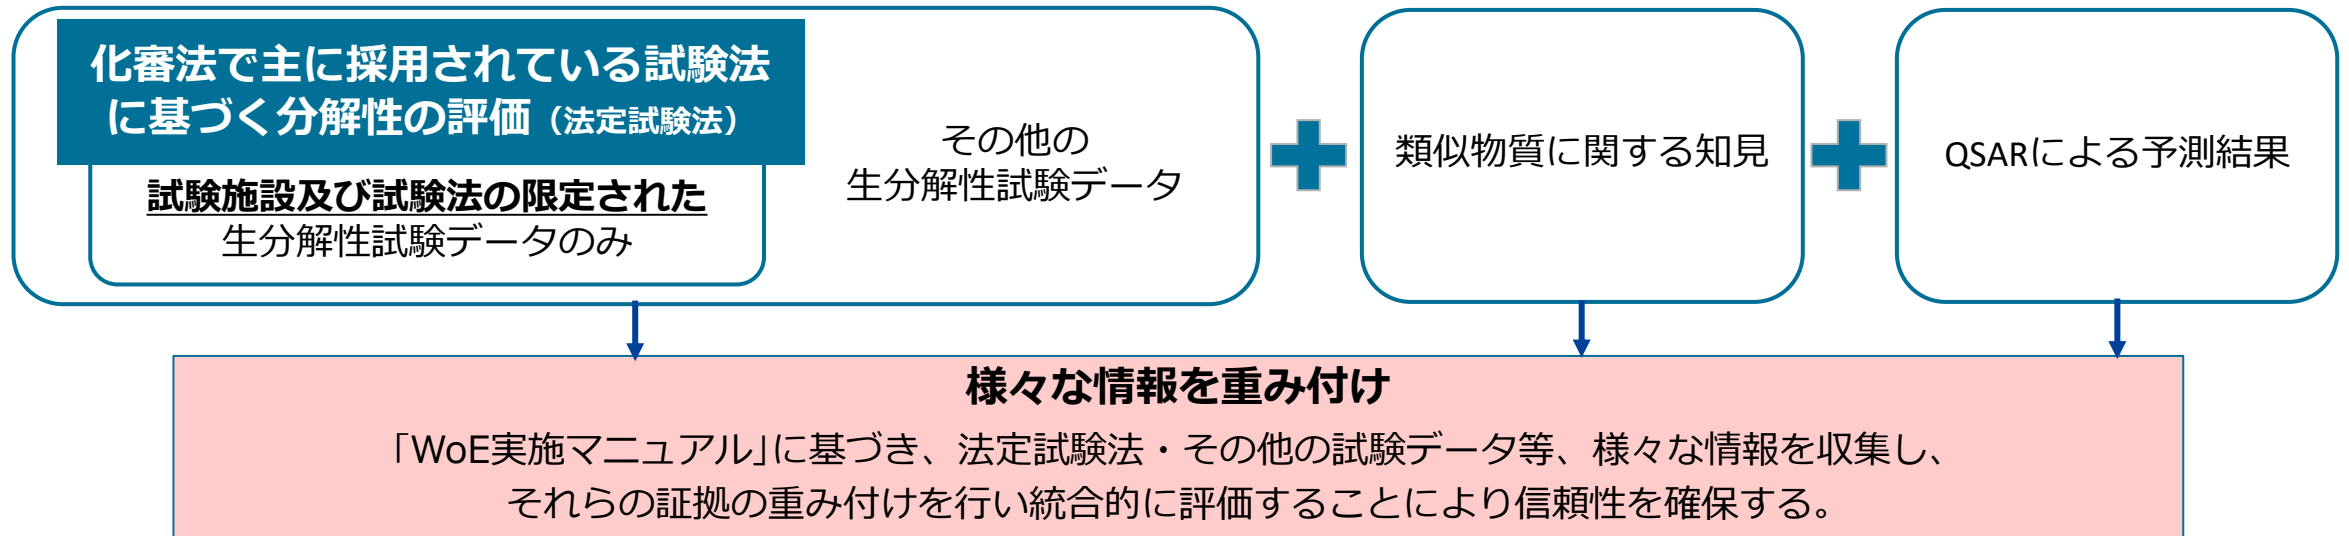 化審法で主に採用されている試験法
に基づく分解性の評価（法定試験法）
試験施設及び試験法の限定された
生分解性試験データのみ
その他の
生分解性試験データ
類似物質に関する知見
QSARによる予測結果
様々な情報を重み付け
「WoE実施マニュアル」に基づき、法定試験法・その他の試験データ等、様々な情報を収集し、
それらの証拠の重み付けを行い統合的に評価することにより信頼性を確保する。